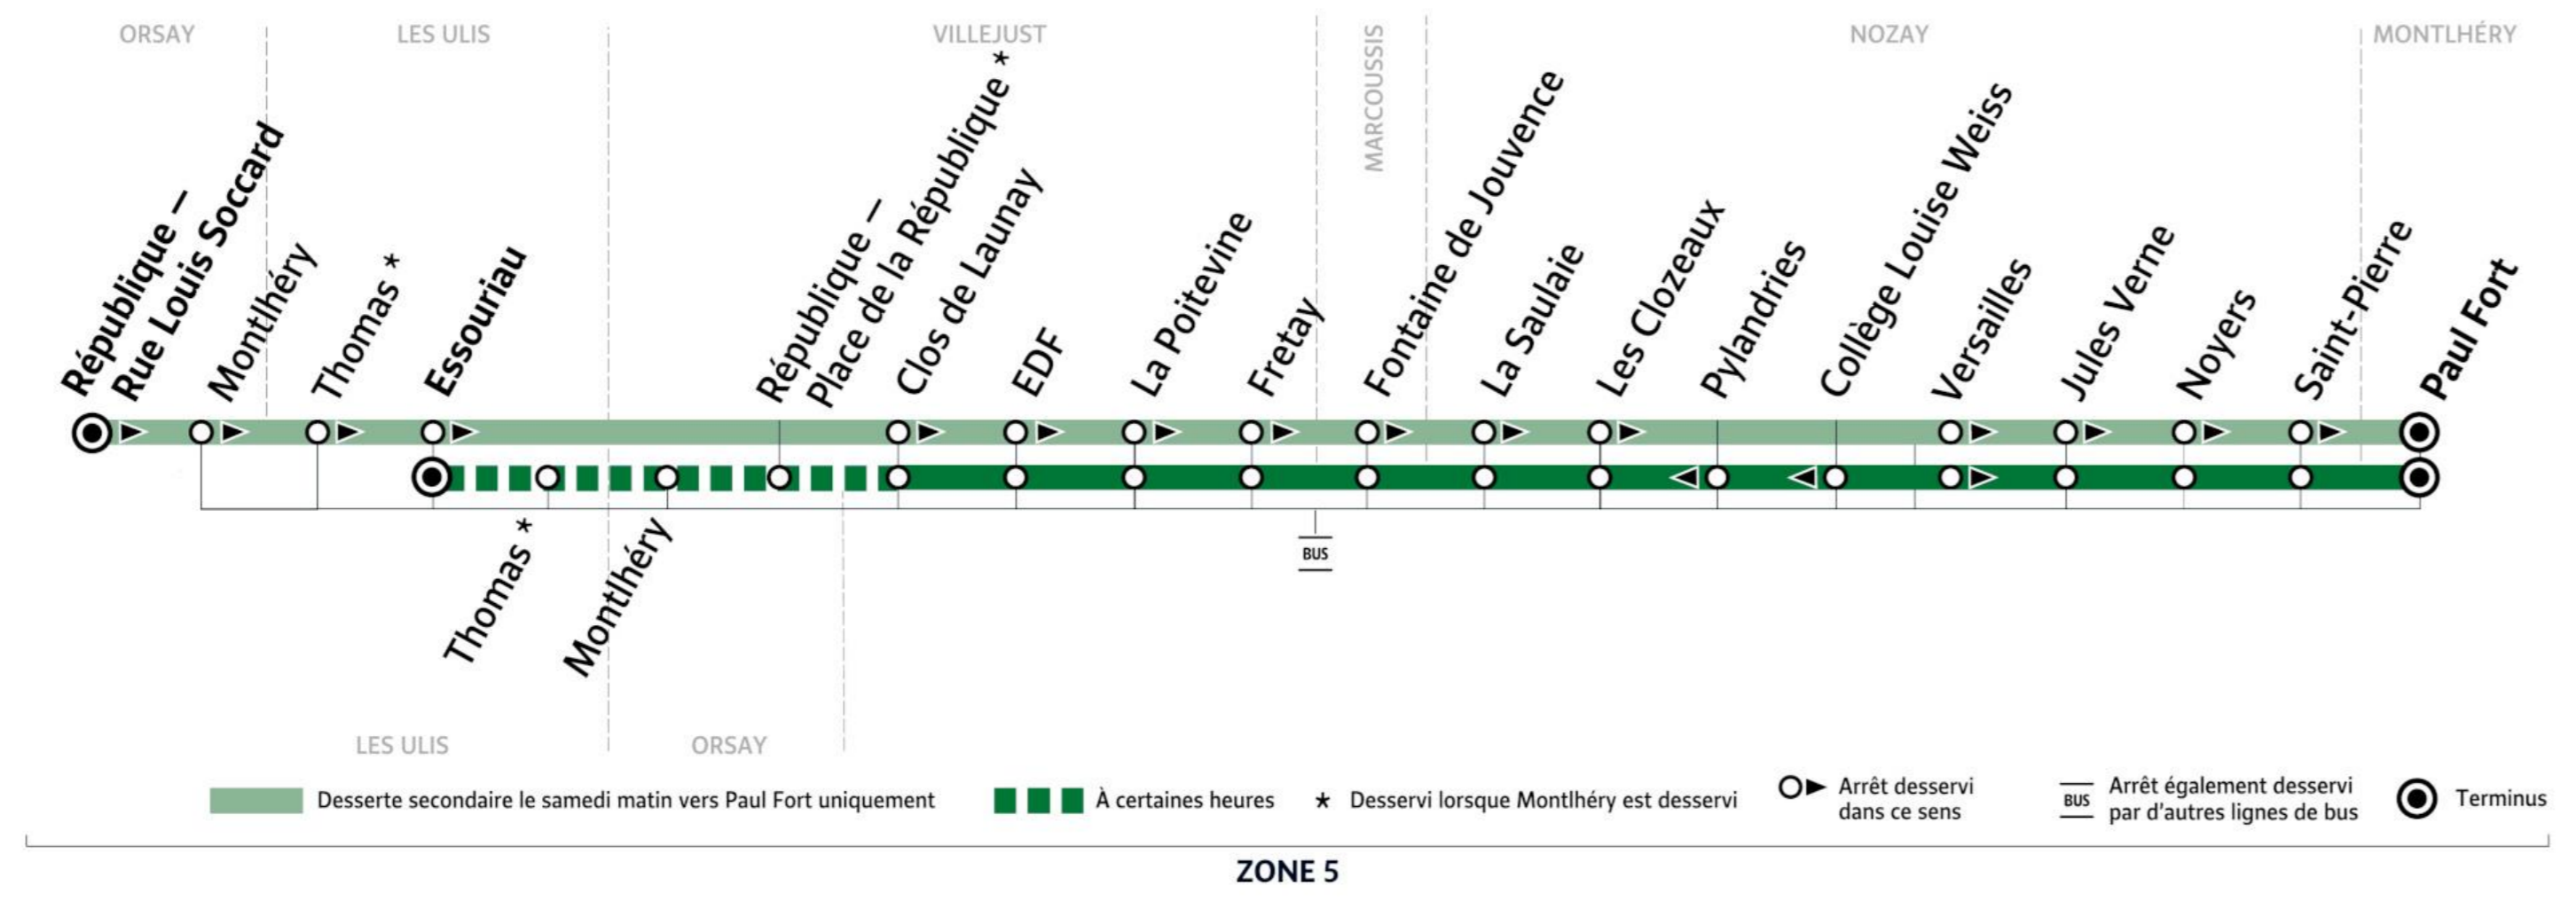 ORSAY
LES ULIS
VILLEJUST
MARCOUSSIS
NOZAY
MONTLHÉRY
République –
Rue Louis Soccard
Montlhéry
Thomas *
Essouriau
République –
Place de la République *
Clos de Launay
EDF
La Poitevine
Fretay
Fontaine de Jouvence
La Saulaie
Les Clozeaux
Pylandries
Collège Louise Weiss
Versailles
Jules Verne
Noyers
Saint-Pierre
Paul Fort
Thomas *
Montlhéry
BUS
LES ULIS
ORSAY
Desserte secondaire le samedi matin vers Paul Fort uniquement
À certaines heures
* Desservi lorsque Montlhéry est desservi
Arrêt desservi
dans ce sens
BUS
Arrêt également desservi
par d'autres lignes de bus
Terminus
ZONE 5